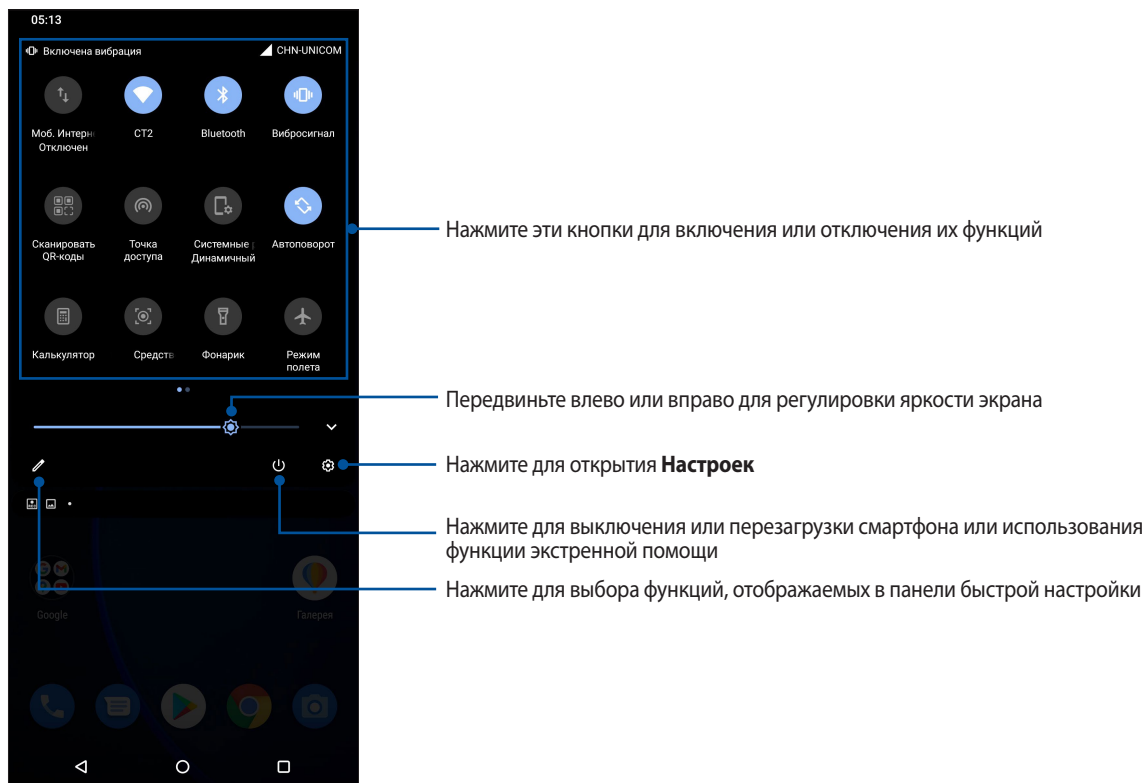 05:13
Включена вибрация CHN-UNICOM
Моб. Интерн СТ2 Bluetooth Вибросигнал
Отключен
Сканировать Точка Системные Автоповорот
QR-коды доступа Динамичный
Нажмите эти кнопки для включения или отключения их функций
Калькулятор Средств Фонарик Режим
полета
Передвиньте влево или вправо для регулировки яркости экрана
Нажмите для открытия Настроек
Нажмите для выключения или перезагрузки смартфона или использования
функции экстренной помощи
Нажмите для выбора функций, отображаемых в панели быстрой настройки
Google
Галерея